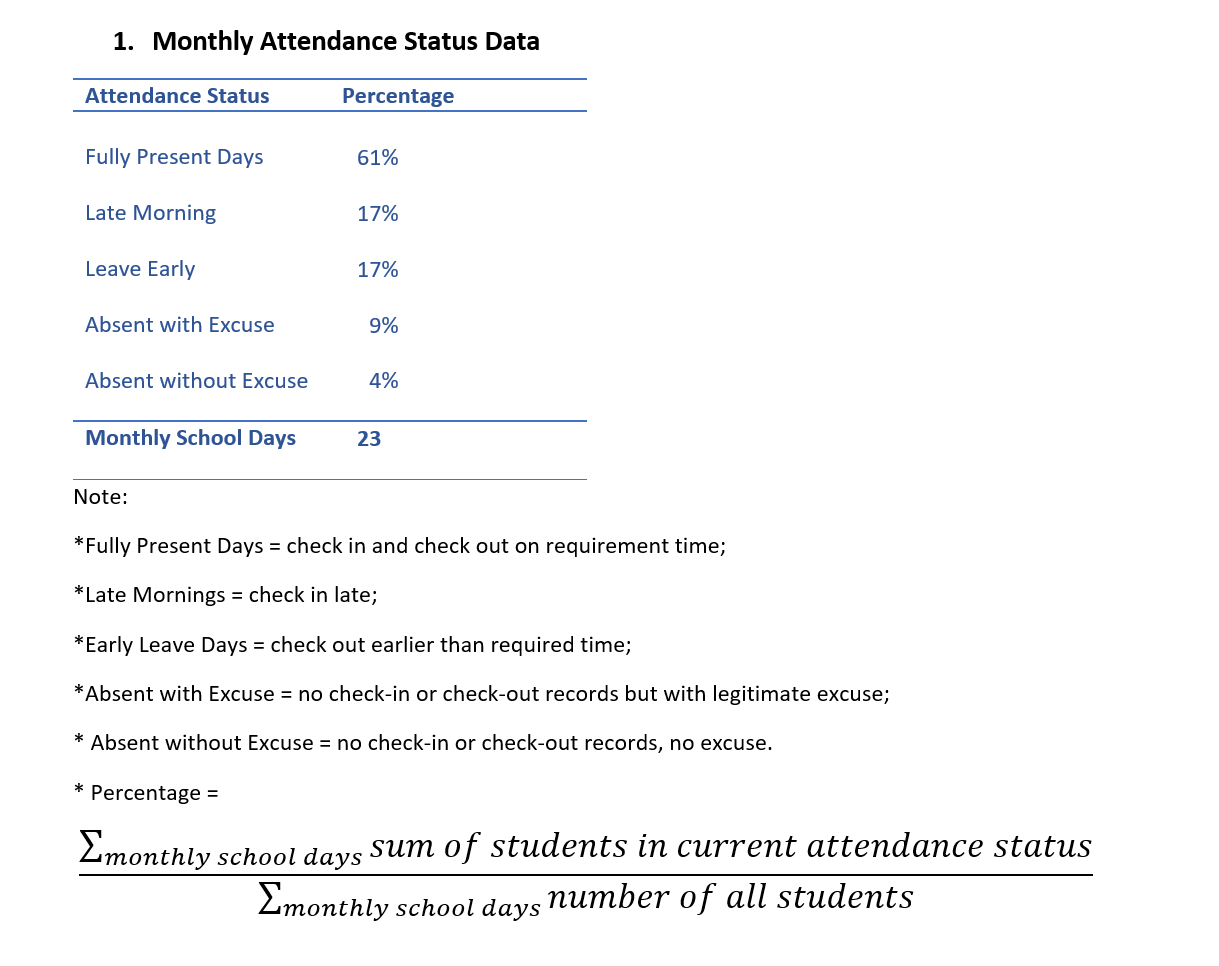 1. Monthly Attendance Status Data
Attendance Status Percentage
Fully Present Days 61%
Late Morning 17%
Leave Early 17%
Absent with Excuse 9%
Absent without Excuse 4%
Monthly School Days 23
Note:
*Fully Present Days = check in and check out on requirement time;
*Late Mornings = check in late;
*Early Leave Days = check out earlier than required time;
*Absent with Excuse = no check-in or check-out records but with legitimate excuse;
* Absent without Excuse = no check-in or check-out records, no excuse.
* Percentage =
∑monthly school days sum of students in current attendance status
∑monthly school days number of all students